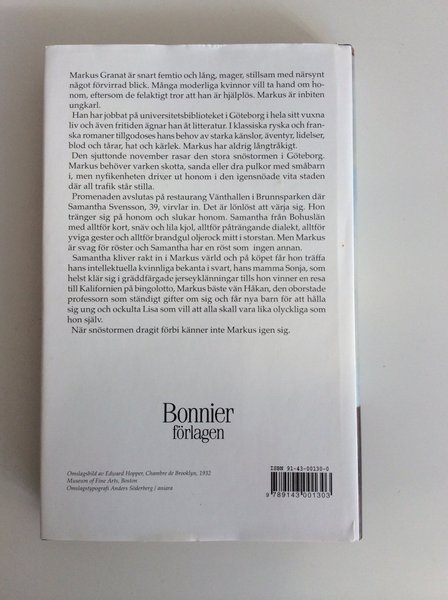 Markus Granat är snart femtio och lång, mager, stillsam med närsynt
något förvirrad blick. Många moderliga kvinnor vill ta hand om ho-
nom, eftersom de felaktigt tror att han är hjälplös. Markus är inbiten
ungkarl.
Han har jobbat på universitetsbiblioteket i Göteborg i hela sitt vuxna
liv och även fritiden ägnar han åt litteratur. I klassiska ryska och fran-
ska romaner tillgodoses hans behov av starka känslor, äventyr, lidelser,
blod och tårar, hat och kärlek. Markus har aldrig långtråkigt.
Den sjuttonde november rasar den stora snöstormen i Göteborg.
Markus behöver varken skotta, sanda eller dra pulkor med småbarn
i, men nyfikenheten driver ut honom i den igensnöade vita staden
där all trafik står stilla.
Promenaden avslutas på restaurang Vänthallen i Brunnsparken där
Samantha Svensson, 39, virvlar in. Det är lönlöst att värja sig. Hon
tränger sig på honom och slukar honom. Samantha från Bohuslän
med alltför kort, snäv och lila kjol, alltför påträngande dialekt, alltför
yviga gester och alltför brandgul oljerock mitt i storstan. Men Markus
är svag för röster och Samantha har en röst som ingen annan.
Samantha kliver rakt in i Markus värld och på köpet får hon träffa
hans intellektuella kvinnliga bekanta i svart, hans mamma Sonja, som
helst klär sig i gräddfärgade jerseyklänningar tills hon vinner en resa
till Kalifornien på bingolotto, Markus bäste vän Håkan, den oborstade
professorn som ständigt gifter om sig och får nya barn för att hålla
sig ung och ockulta Lisa som vill att alla skall vara lika olyckliga som
hon själv.
När snöstormen dragit förbi känner inte Markus igen sig.
Bonnier
förlagen
Omslagsbild av Edward Hopper, Chambre de Brooklyn, 1932
Museum of Fine Arts, Boston
Omslagstypografi Anders Söderberg / aniara
ISBN 91-43-00130-0
9 789143 001303